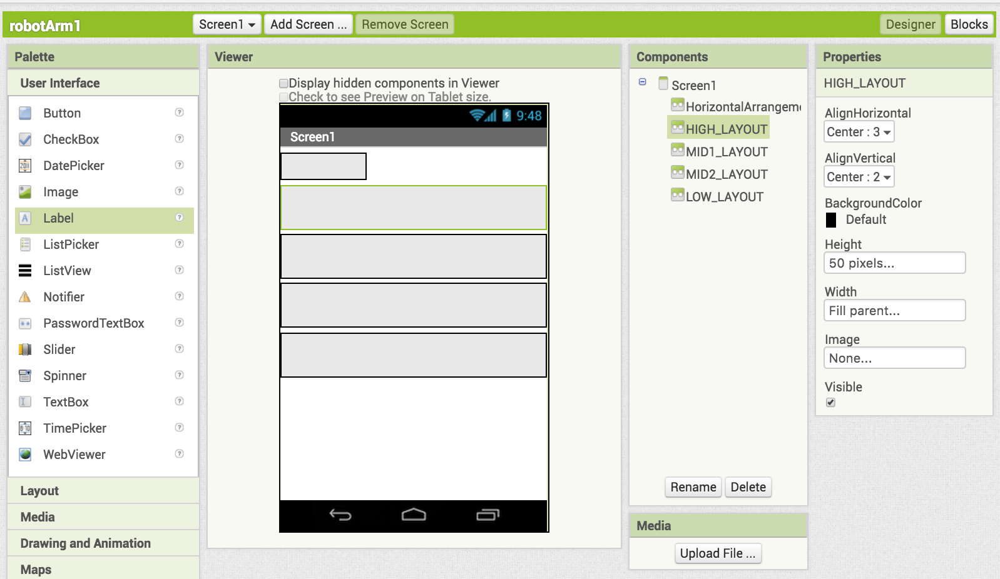 robotArm1
Screen1
Add Screen ...
Remove Screen
Designer
Blocks
Palette
User Interface
Button
CheckBox
DatePicker
Image
Label
ListPicker
ListView
Notifier
PasswordTextBox
Slider
Spinner
TextBox
TimePicker
WebViewer
Layout
Media
Drawing and Animation
Maps
Viewer
Display hidden components in Viewer
Check to see Preview on Tablet size.
9:48
Screen1
Components
Screen1
HorizontalArrangeme
HIGH_LAYOUT
MID1_LAYOUT
MID2_LAYOUT
LOW_LAYOUT
Rename
Delete
Media
Upload File ...
Properties
HIGH_LAYOUT
AlignHorizontal
Center : 3
AlignVertical
Center : 2
BackgroundColor
Default
Height
50 pixels...
Width
Fill parent...
Image
None...
Visible